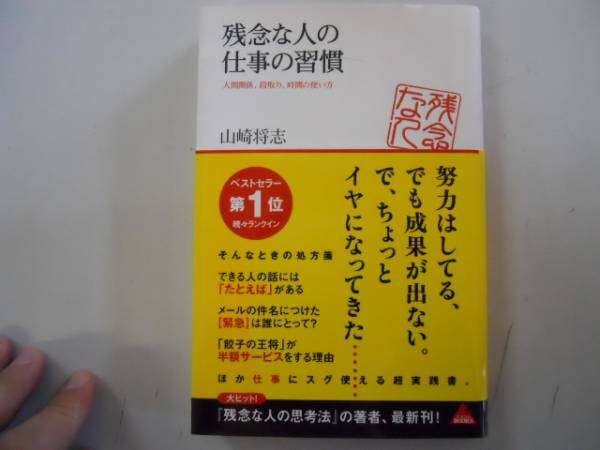 残念な人の
仕事の習慣
人間関係、段取り、時間の使い方
山崎将志
残念
な人
努力はしてる、
でも成果が出ない。
で、ちょっと
イヤになってきた………
ベストセラー
第1位
続々ランクイン
そんなときの処方箋
できる人の話には
「たとえば」がある
メールの件名につけた
【緊急】は誰にとって?
「餃子の王将」が
半額サービスをする理由
ほか仕事にスグ使える超実践書。
大ヒット!
『残念な人の思考法』の著者、最新刊!